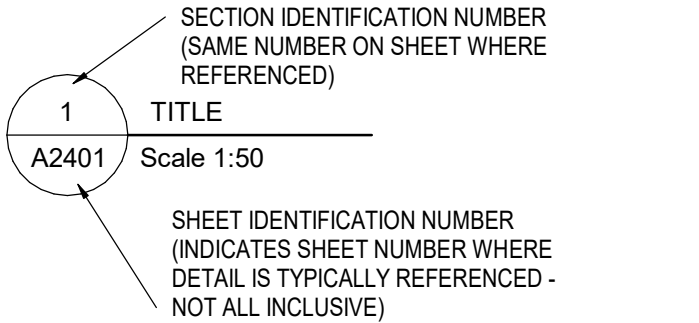 SECTION IDENTIFICATION NUMBER
(SAME NUMBER ON SHEET WHERE
REFERENCED)
1
TITLE
A2401
Scale 1:50
SHEET IDENTIFICATION NUMBER
(INDICATES SHEET NUMBER WHERE
DETAIL IS TYPICALLY REFERENCED -
NOT ALL INCLUSIVE)